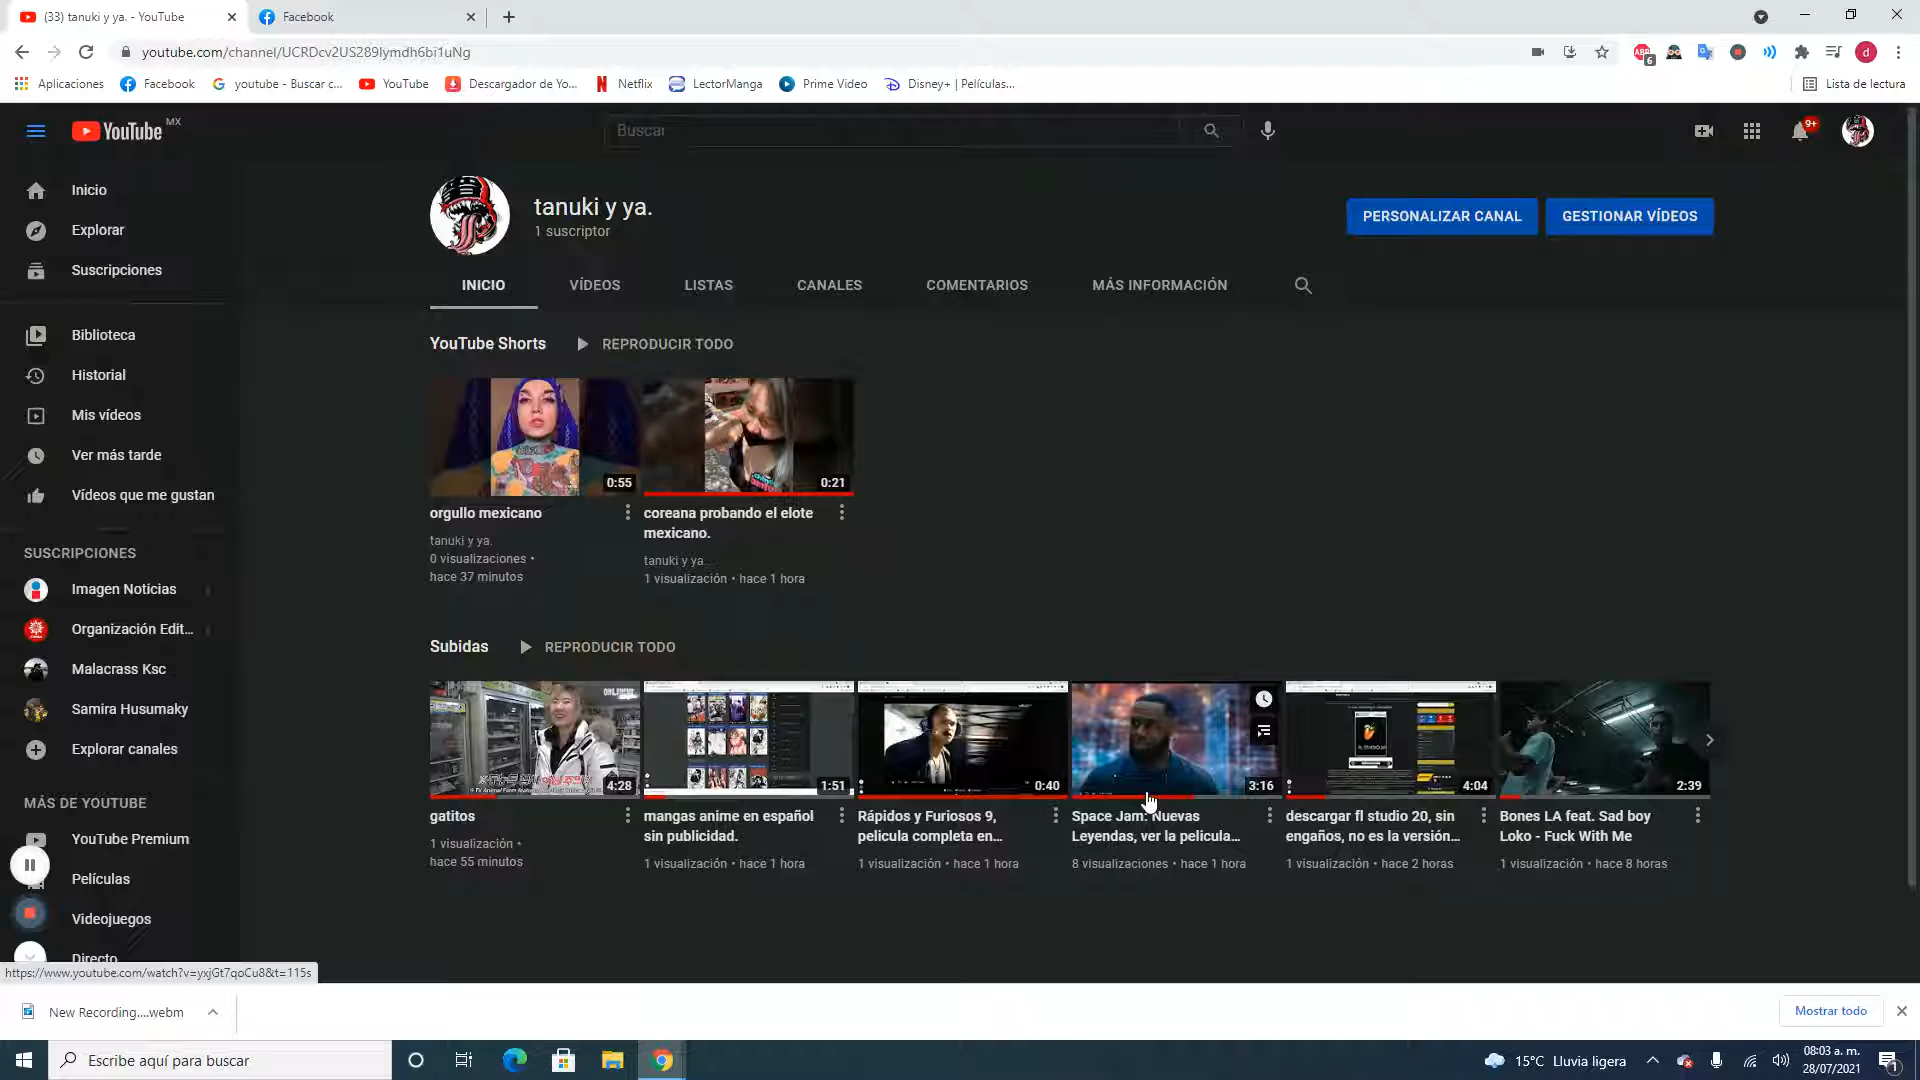 (33) tanuki y ya. - YouTube
Facebook
youtube.com/channel/UCRDcv2US289lymdh6bi1uNg
6
d
Aplicaciones
Facebook
youtube - Buscar c...
YouTube
Descargador de Yo...
Netflix
LectorManga
Prime Video
Disney+ | Películas...
Lista de lectura
YouTube MX
Buscar
9+
Inicio
Explorar
Suscripciones
Biblioteca
Historial
Mis vídeos
Ver más tarde
Vídeos que me gustan
SUSCRIPCIONES
Imagen Noticias
Organización Edit...
Malacrass Ksc
Samira Husumaky
Explorar canales
MÁS DE YOUTUBE
YouTube Premium
Películas
Videojuegos
Directo
tanuki y ya.
1 suscriptor
PERSONALIZAR CANAL
GESTIONAR VÍDEOS
INICIO
VÍDEOS
LISTAS
CANALES
COMENTARIOS
MÁS INFORMACIÓN
YouTube Shorts
REPRODUCIR TODO
0:55
orgullo mexicano
tanuki y ya.
0 visualizaciones •
hace 37 minutos
0:21
coreana probando el elote
mexicano.
tanuki y ya.
1 visualización • hace 1 hora
Subidas
REPRODUCIR TODO
4:28
gatitos
1 visualización •
hace 55 minutos
1:51
mangas anime en español
sin publicidad.
1 visualización • hace 1 hora
0:40
Rápidos y Furiosos 9,
pelicula completa en...
1 visualización • hace 1 hora
3:16
Space Jam: Nuevas
Leyendas, ver la pelicula...
8 visualizaciones • hace 1 hora
4:04
descargar fl studio 20, sin
engaños, no es la versión...
1 visualización • hace 2 horas
2:39
Bones LA feat. Sad boy
Loko - Fuck With Me
1 visualización • hace 8 horas
https://www.youtube.com/watch?v=yxjGt7qoCu8&t=115s
New Recording....webm
Mostrar todo
Escribe aquí para buscar
15°C Lluvia ligera
08:03 a. m.
28/07/2021
1